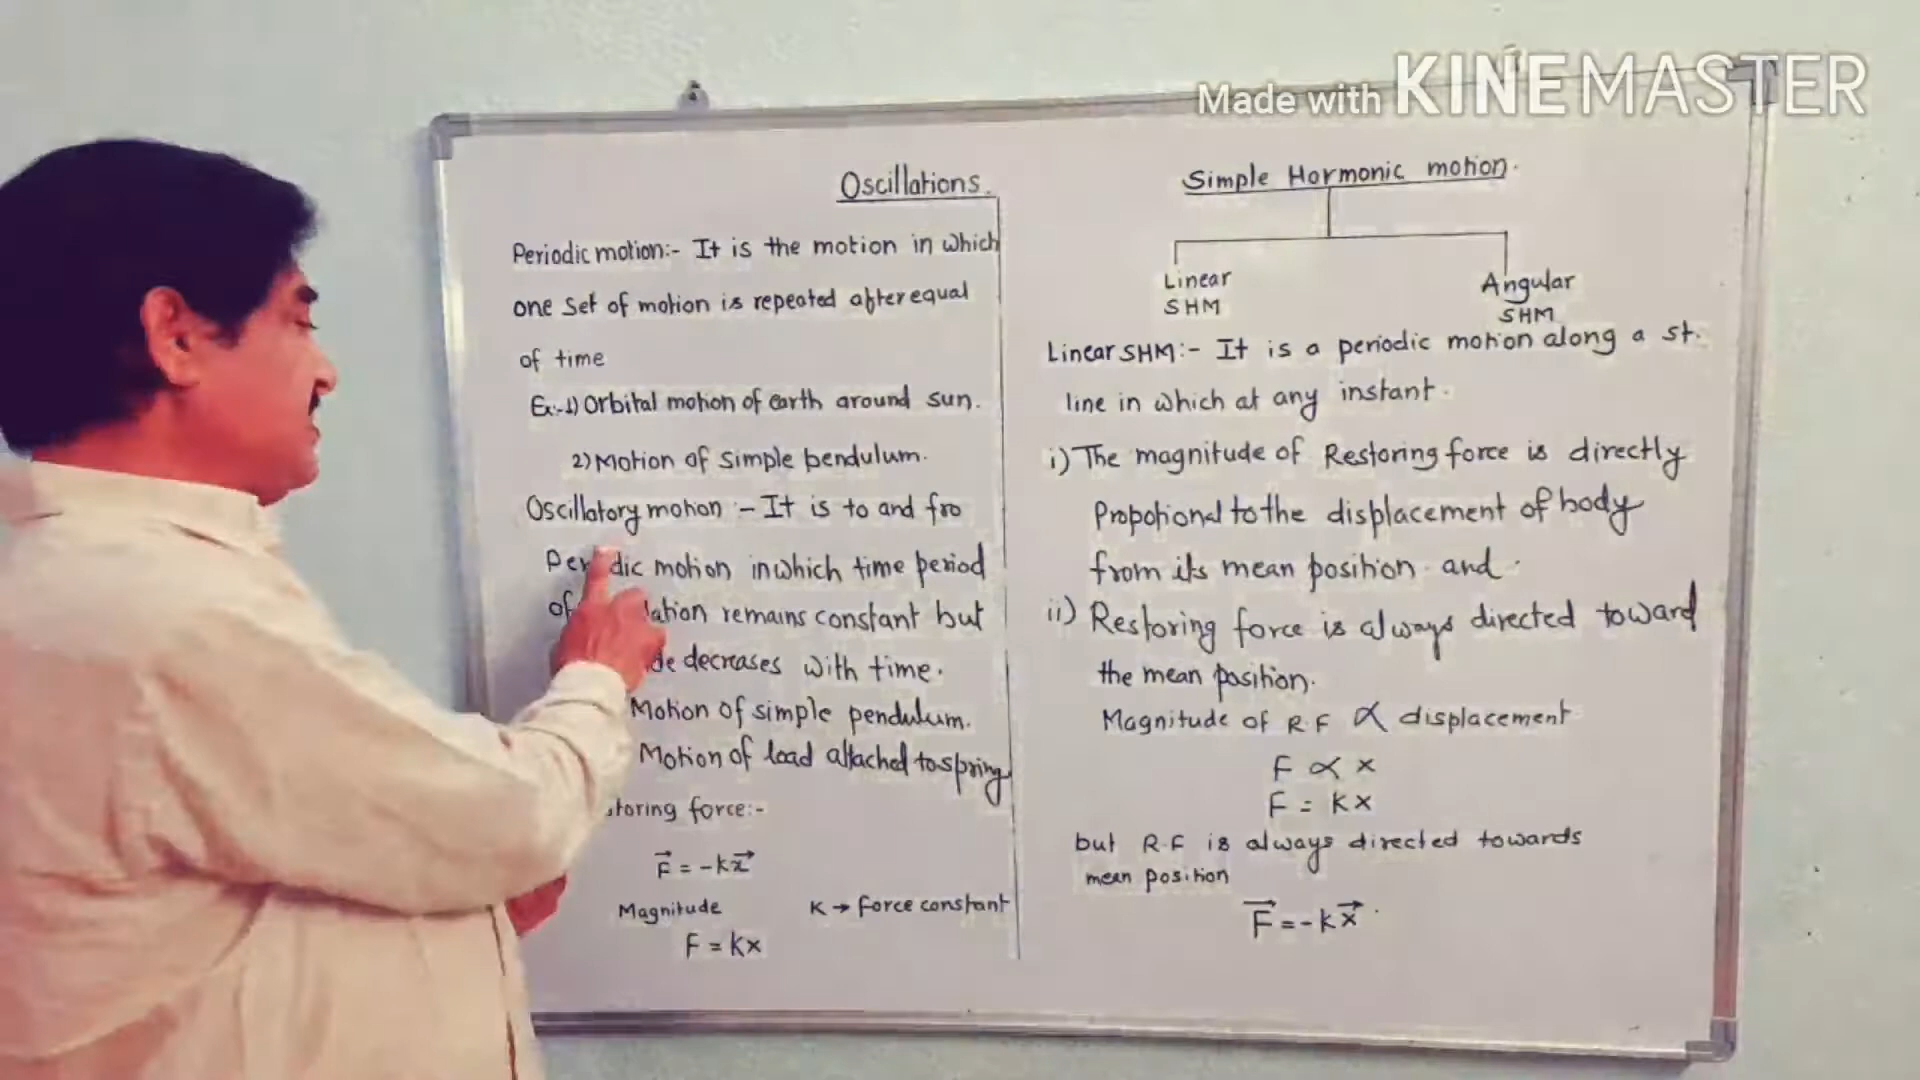 Made with KINEMASTER
Oscillations.
Periodic motion:- It is the motion in which
one set of motion is repeated after equal
of time
Ex:-1) Orbital motion of earth around sun.
2) Motion of simple pendulum.
Oscillatory motion :- It is to and fro
motion in which time period
of remains constant but
decreases with time.
Motion of simple pendulum.
Motion of load attached to spring
force:-
F⃗ = -kx⃗
Magnitude K → force constant
F = kx
Simple Hormonic motion.
Linear
SHM
Angular
SHM
Linear SHM:- It is a periodic motion along a st.
line in which at any instant.
i) The magnitude of Restoring force is directly
Propotional to the displacement of body
from its mean position and
ii) Restoring force is always directed toward
the mean position.
Magnitude of R.F ∝ displacement
F ∝ x
F = kx
but R.F is always directed towards
mean position
F⃗ = -kx⃗.